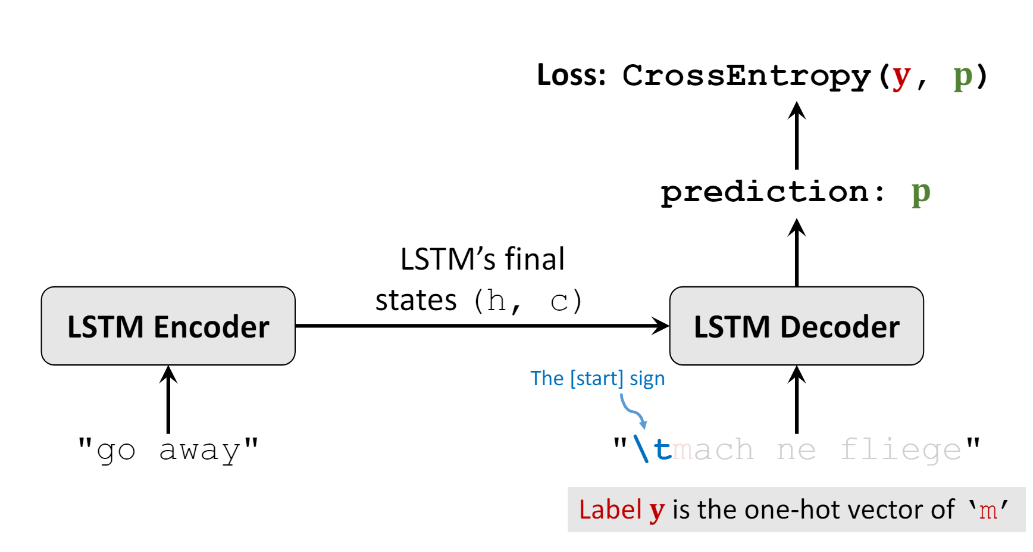 Loss: CrossEntropy(y, p)
prediction: p
LSTM's final
states (h, c)
LSTM Encoder
LSTM Decoder
The [start] sign
"go away"
"\tmach ne fliege"
Label y is the one-hot vector of ‘m’